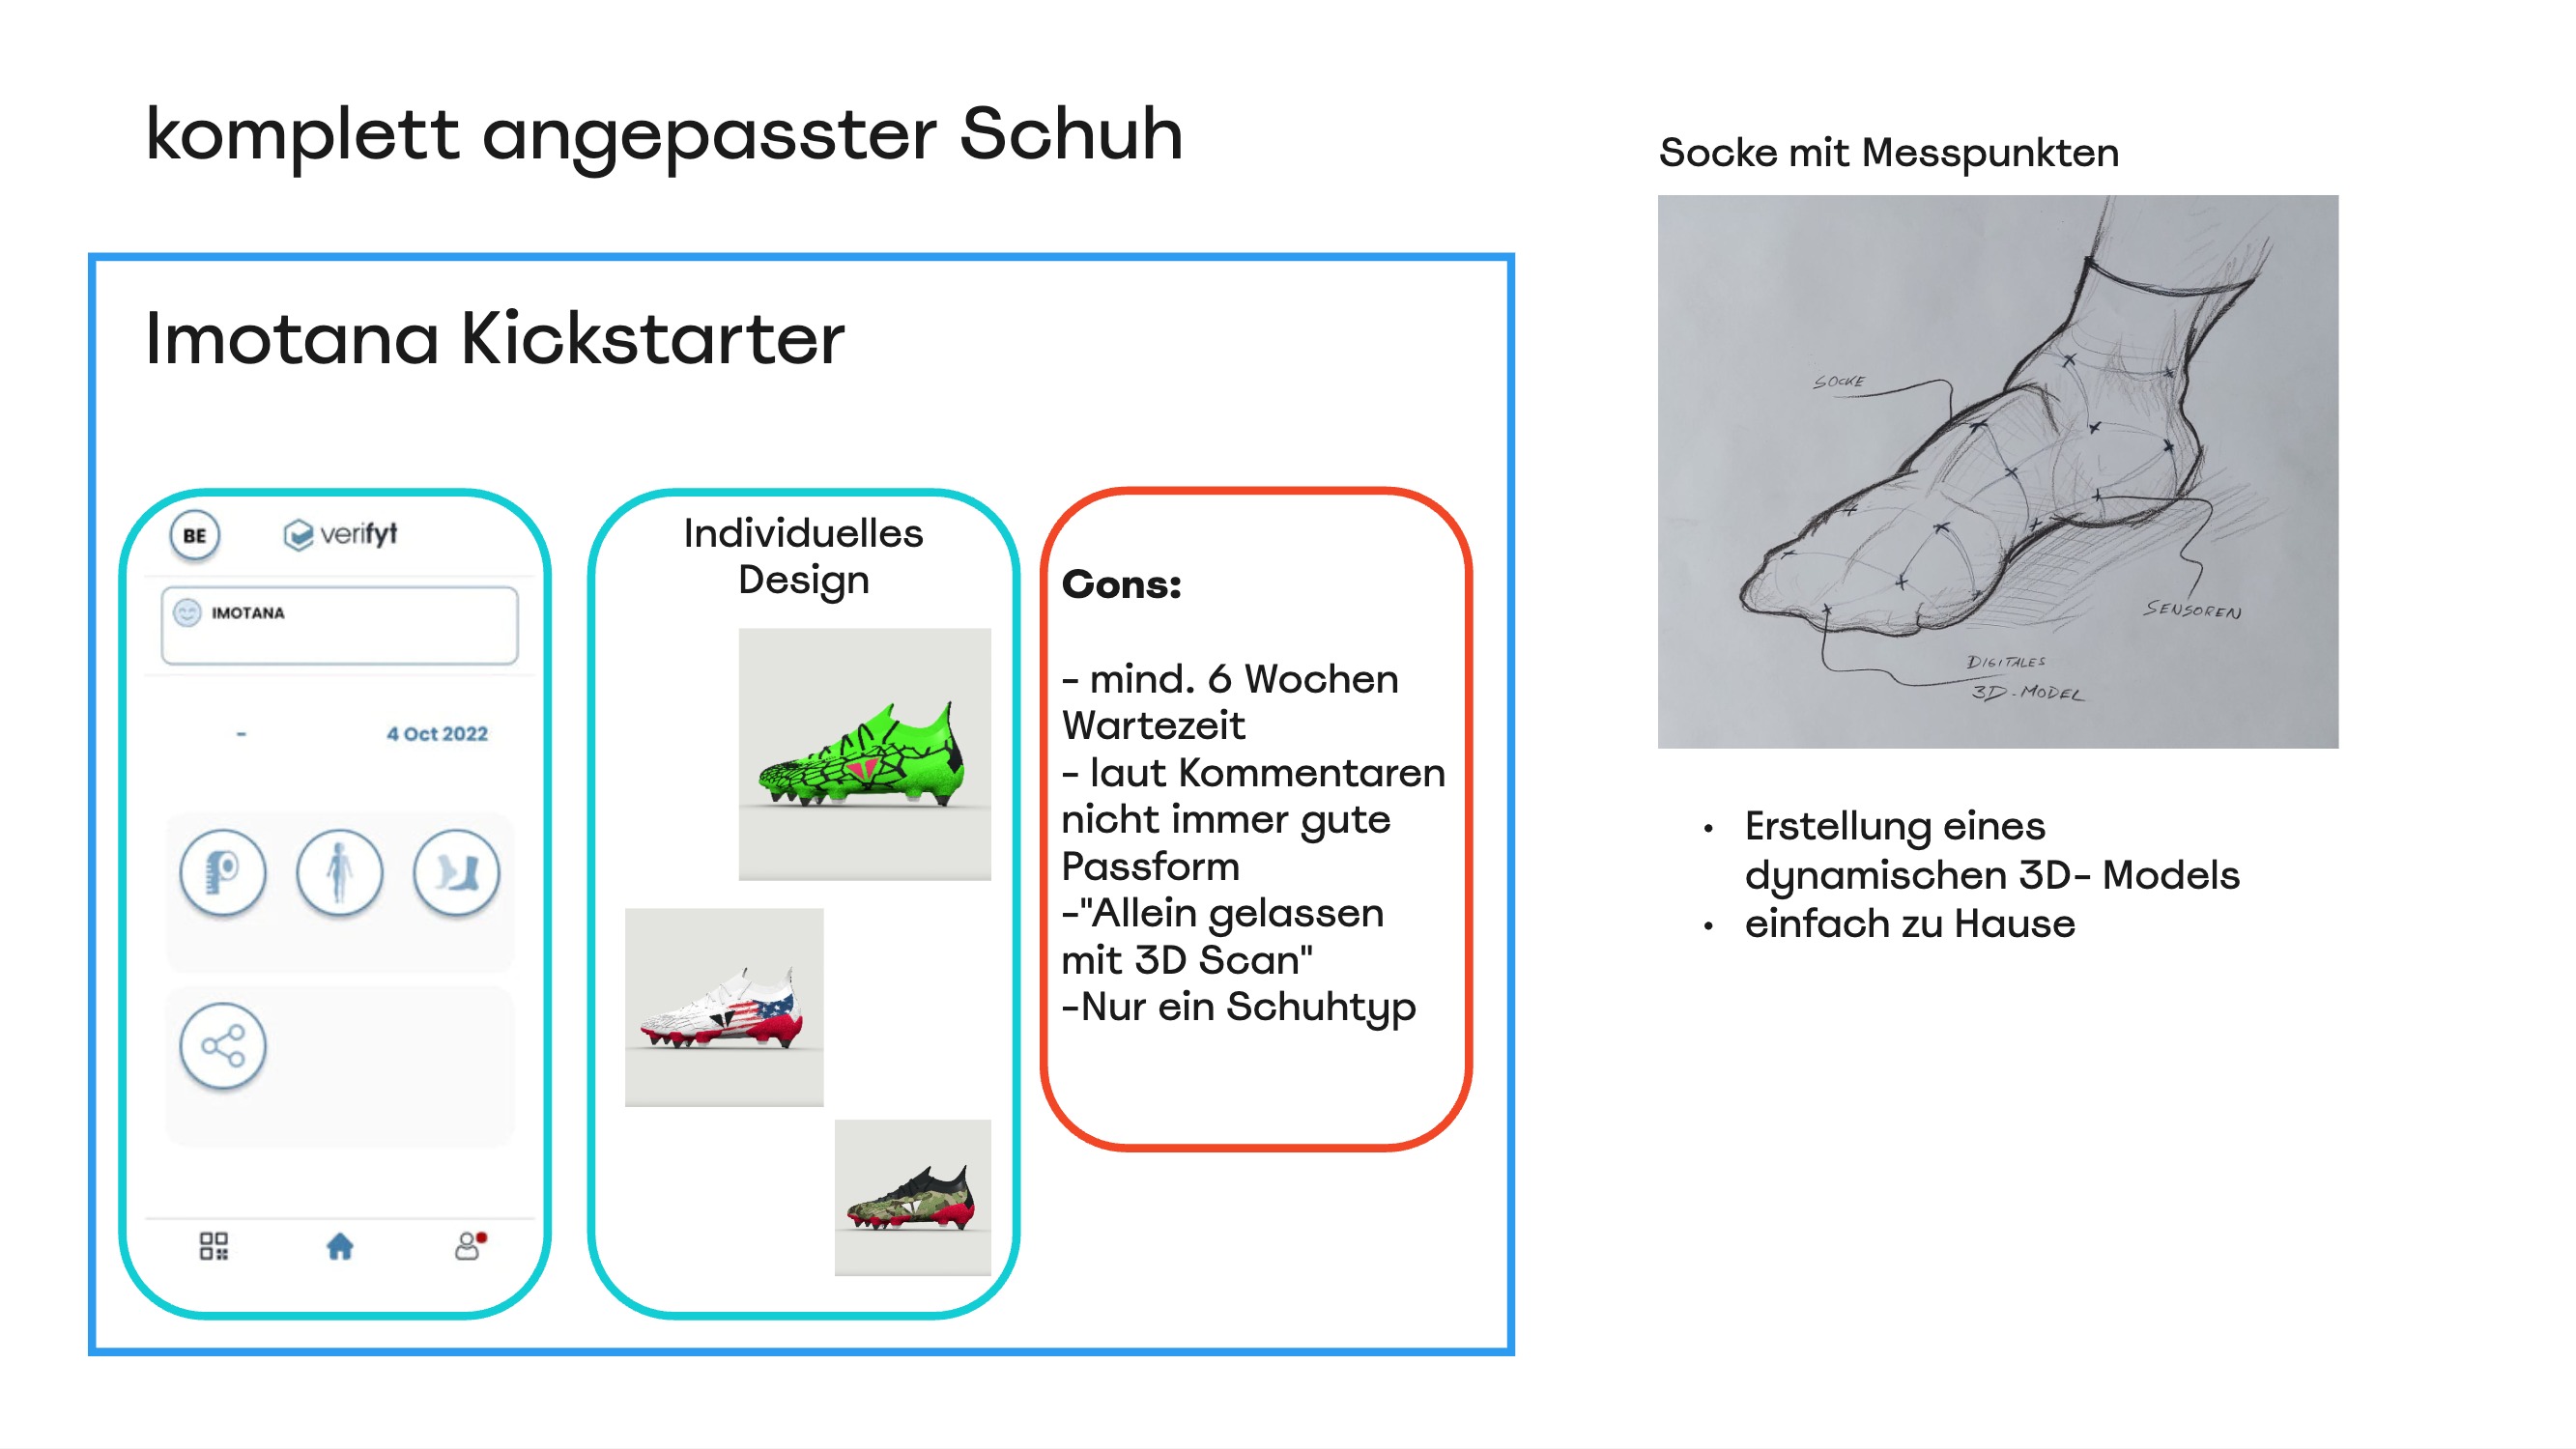 komplett angepasster Schuh
Imotana Kickstarter
BE
verifyt
IMOTANA
-
4 Oct 2022
Individuelles
Design
Cons:
- mind. 6 Wochen
Wartezeit
- laut Kommentaren
nicht immer gute
Passform
-"Allein gelassen
mit 3D Scan"
-Nur ein Schuhtyp
Socke mit Messpunkten
SOCKE
SENSOREN
DIGITALES
3D-MODEL
• Erstellung eines
dynamischen 3D- Models
• einfach zu Hause